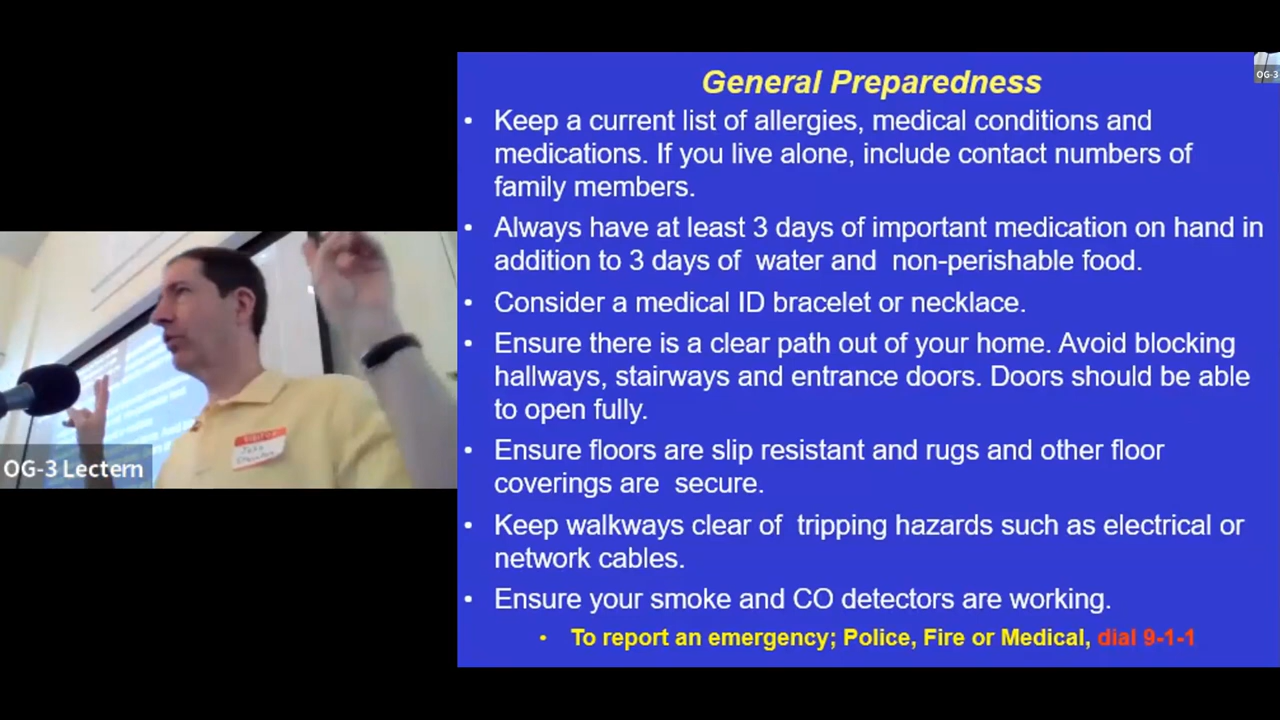 General Preparedness
• Keep a current list of allergies, medical conditions and
medications. If you live alone, include contact numbers of
family members.
• Always have at least 3 days of important medication on hand in
addition to 3 days of water and non-perishable food.
• Consider a medical ID bracelet or necklace.
• Ensure there is a clear path out of your home. Avoid blocking
hallways, stairways and entrance doors. Doors should be able
to open fully.
• Ensure floors are slip resistant and rugs and other floor
coverings are secure.
• Keep walkways clear of tripping hazards such as electrical or
network cables.
• Ensure your smoke and CO detectors are working.
• To report an emergency; Police, Fire or Medical, dial 9-1-1
OG-3
VISITOR
OG-3 Lectern